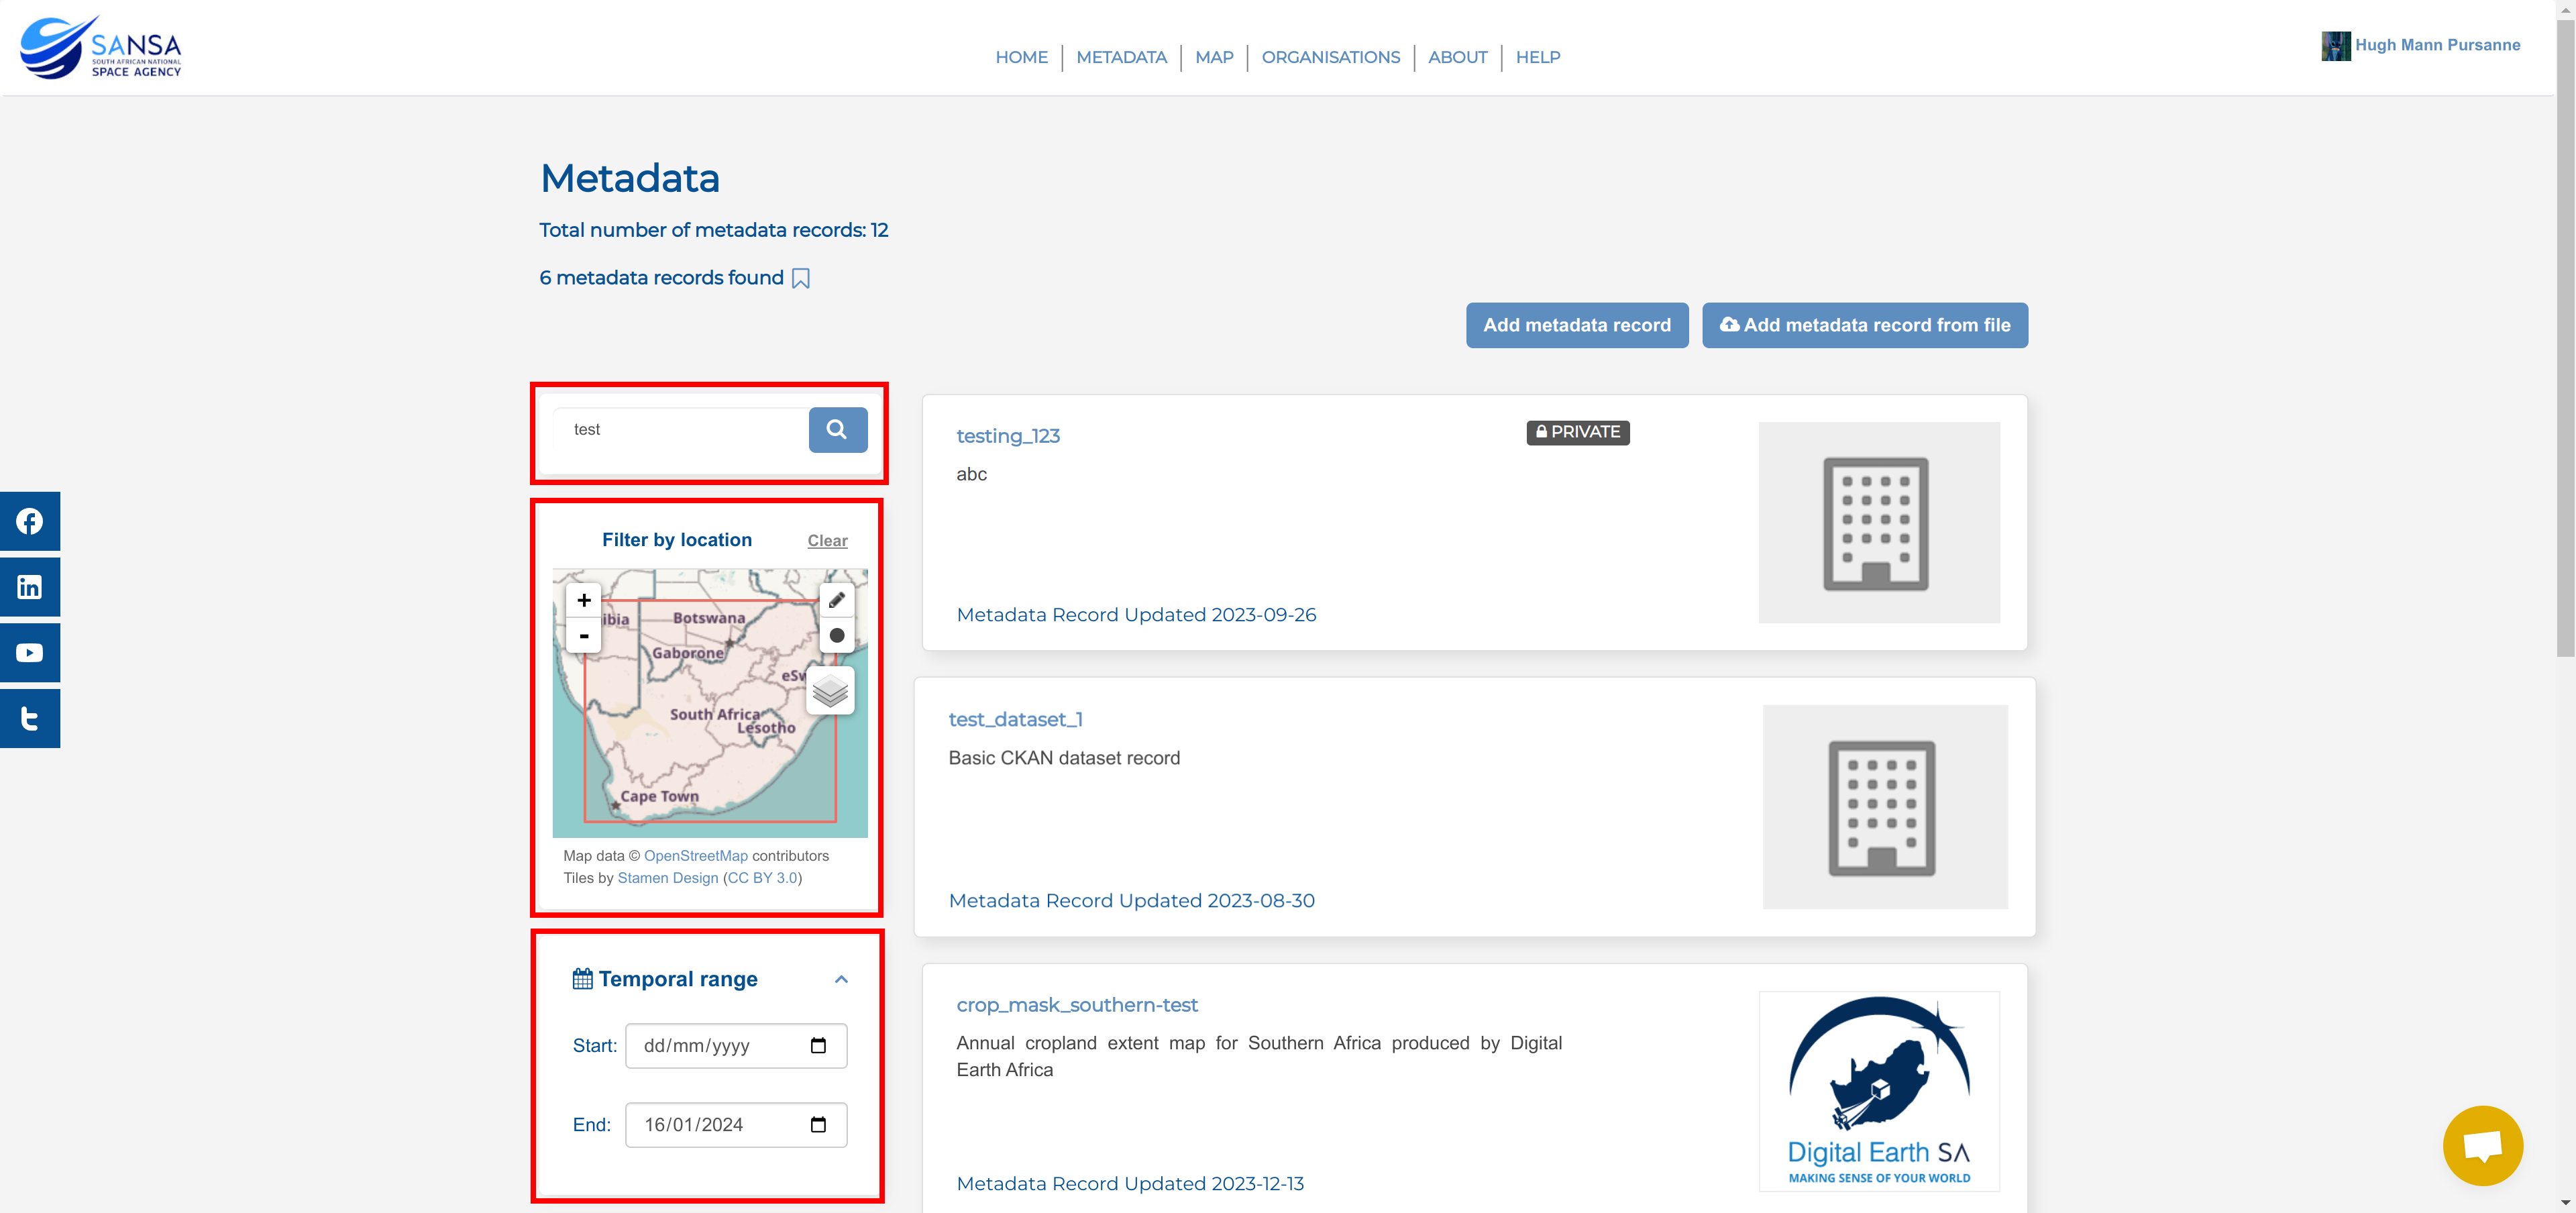 SANSA
SOUTH AFRICAN NATIONAL
SPACE AGENCY
HOME
METADATA
MAP
ORGANISATIONS
ABOUT
HELP
Hugh Mann Pursanne
Metadata
Total number of metadata records: 12
6 metadata records found
Add metadata record
Add metadata record from file
test
Filter by location
Clear
+
-
ibia
Botswana
Gaborone
eSw
South Africa
Lesotho
Cape Town
Map data © OpenStreetMap contributors
Tiles by Stamen Design (CC BY 3.0)
Temporal range
Start: dd/mm/yyyy
End: 16/01/2024
testing_123
PRIVATE
abc
Metadata Record Updated 2023-09-26
test_dataset_1
Basic CKAN dataset record
Metadata Record Updated 2023-08-30
crop_mask_southern-test
Annual cropland extent map for Southern Africa produced by Digital
Earth Africa
Metadata Record Updated 2023-12-13
Digital Earth SA
MAKING SENSE OF YOUR WORLD